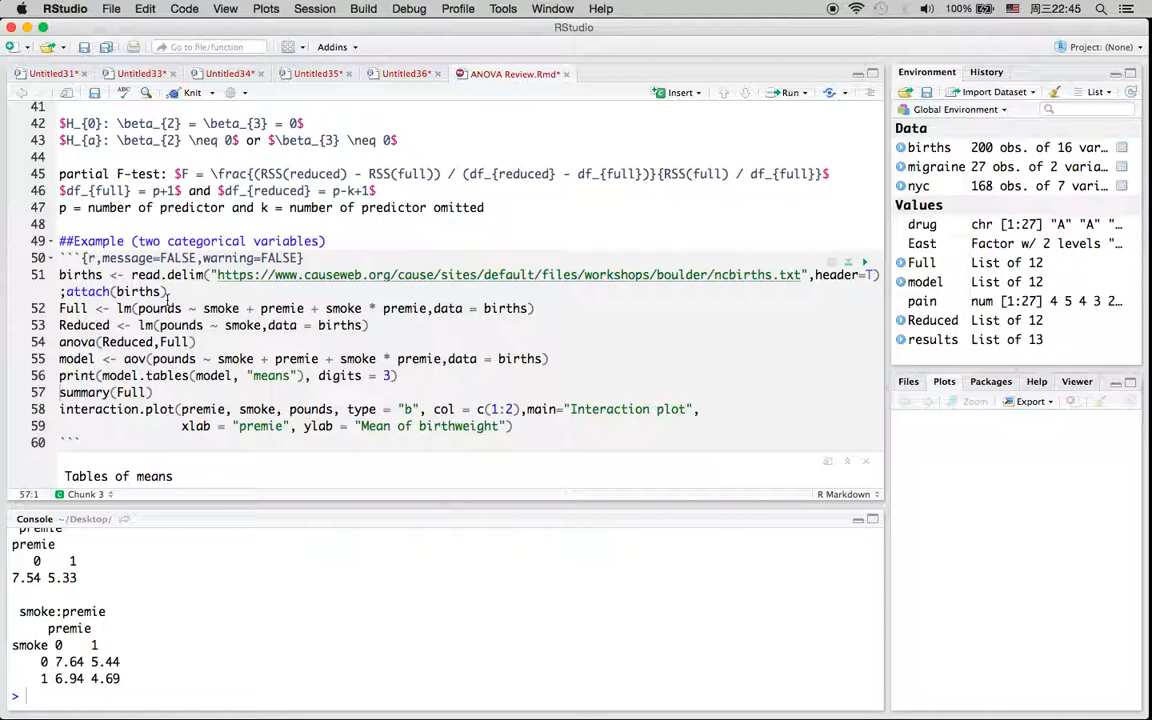 RStudio File Edit Code View Plots Session Build Debug Profile Tools Window Help 100% 周三22:45
RStudio
Go to file/function Addins Project: (None)
Untitled31* Untitled33* Untitled34* Untitled35* Untitled36* ANOVA Review.Rmd*
Knit Insert Run
41
42 $H_{0}: \beta_{2} = \beta_{3} = 0$
43 $H_{a}: \beta_{2} \neq 0$ or $\beta_{3} \neq 0$
44
45 partial F-test: $F = \frac{(RSS(reduced) - RSS(full)) / (df_{reduced} - df_{full})}{RSS(full) / df_{full}}$
46 $df_{full} = p+1$ and $df_{reduced} = p-k+1$
47 p = number of predictor and k = number of predictor omitted
48
49 ##Example (two categorical variables)
50 ```{r,message=FALSE,warning=FALSE}
51 births <- read.delim("https://www.causeweb.org/cause/sites/default/files/workshops/boulder/ncbirths.txt",header=T)
;attach(births)
52 Full <- lm(pounds ~ smoke + premie + smoke * premie,data = births)
53 Reduced <- lm(pounds ~ smoke,data = births)
54 anova(Reduced,Full)
55 model <- aov(pounds ~ smoke + premie + smoke * premie,data = births)
56 print(model.tables(model, "means"), digits = 3)
57 summary(Full)
58 interaction.plot(premie, smoke, pounds, type = "b", col = c(1:2),main="Interaction plot",
59 xlab = "premie", ylab = "Mean of birthweight")
60 ```
Tables of means
57:1 Chunk 3 R Markdown
Console ~/Desktop/
premie
premie
0 1
7.54 5.33
smoke:premie
premie
smoke 0 1
0 7.64 5.44
1 6.94 4.69
>
Environment History
Import Dataset List
Global Environment
Data
births 200 obs. of 16 var…
migraine 27 obs. of 2 varia…
nyc 168 obs. of 7 vari…
Values
drug chr [1:27] "A" "A" "…
East Factor w/ 2 levels "…
Full List of 12
model List of 12
pain num [1:27] 4 5 4 3 2…
Reduced List of 12
results List of 13
Files Plots Packages Help Viewer
Zoom Export